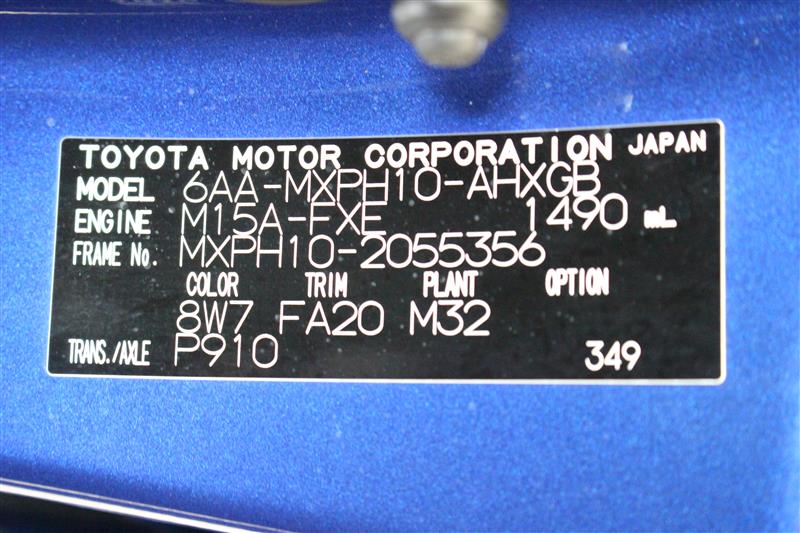 TOYOTA MOTOR CORPORATION JAPAN
MODEL 6AA-MXPH10-AHXGB
ENGINE M15A-FXE 1490 mL
FRAME No. MXPH10-2055356
COLOR TRIM PLANT OPTION
8W7 FA20 M32
TRANS./AXLE P910 349